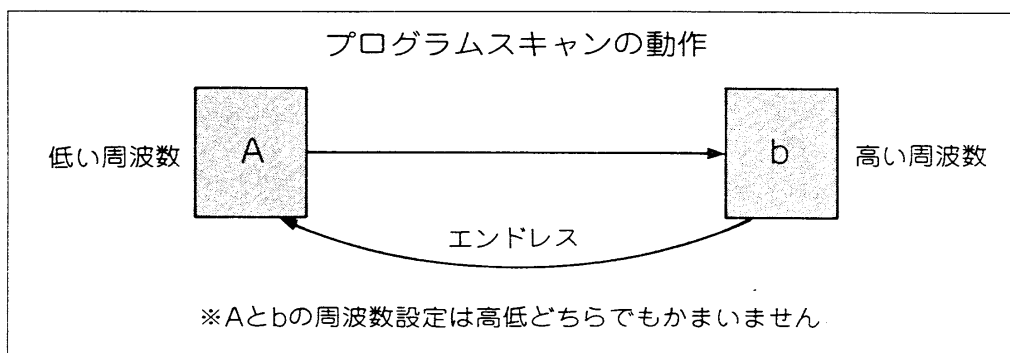 プログラムスキャンの動作
低い周波数 A b 高い周波数
エンドレス
※Aとbの周波数設定は高低どちらでもかまいません